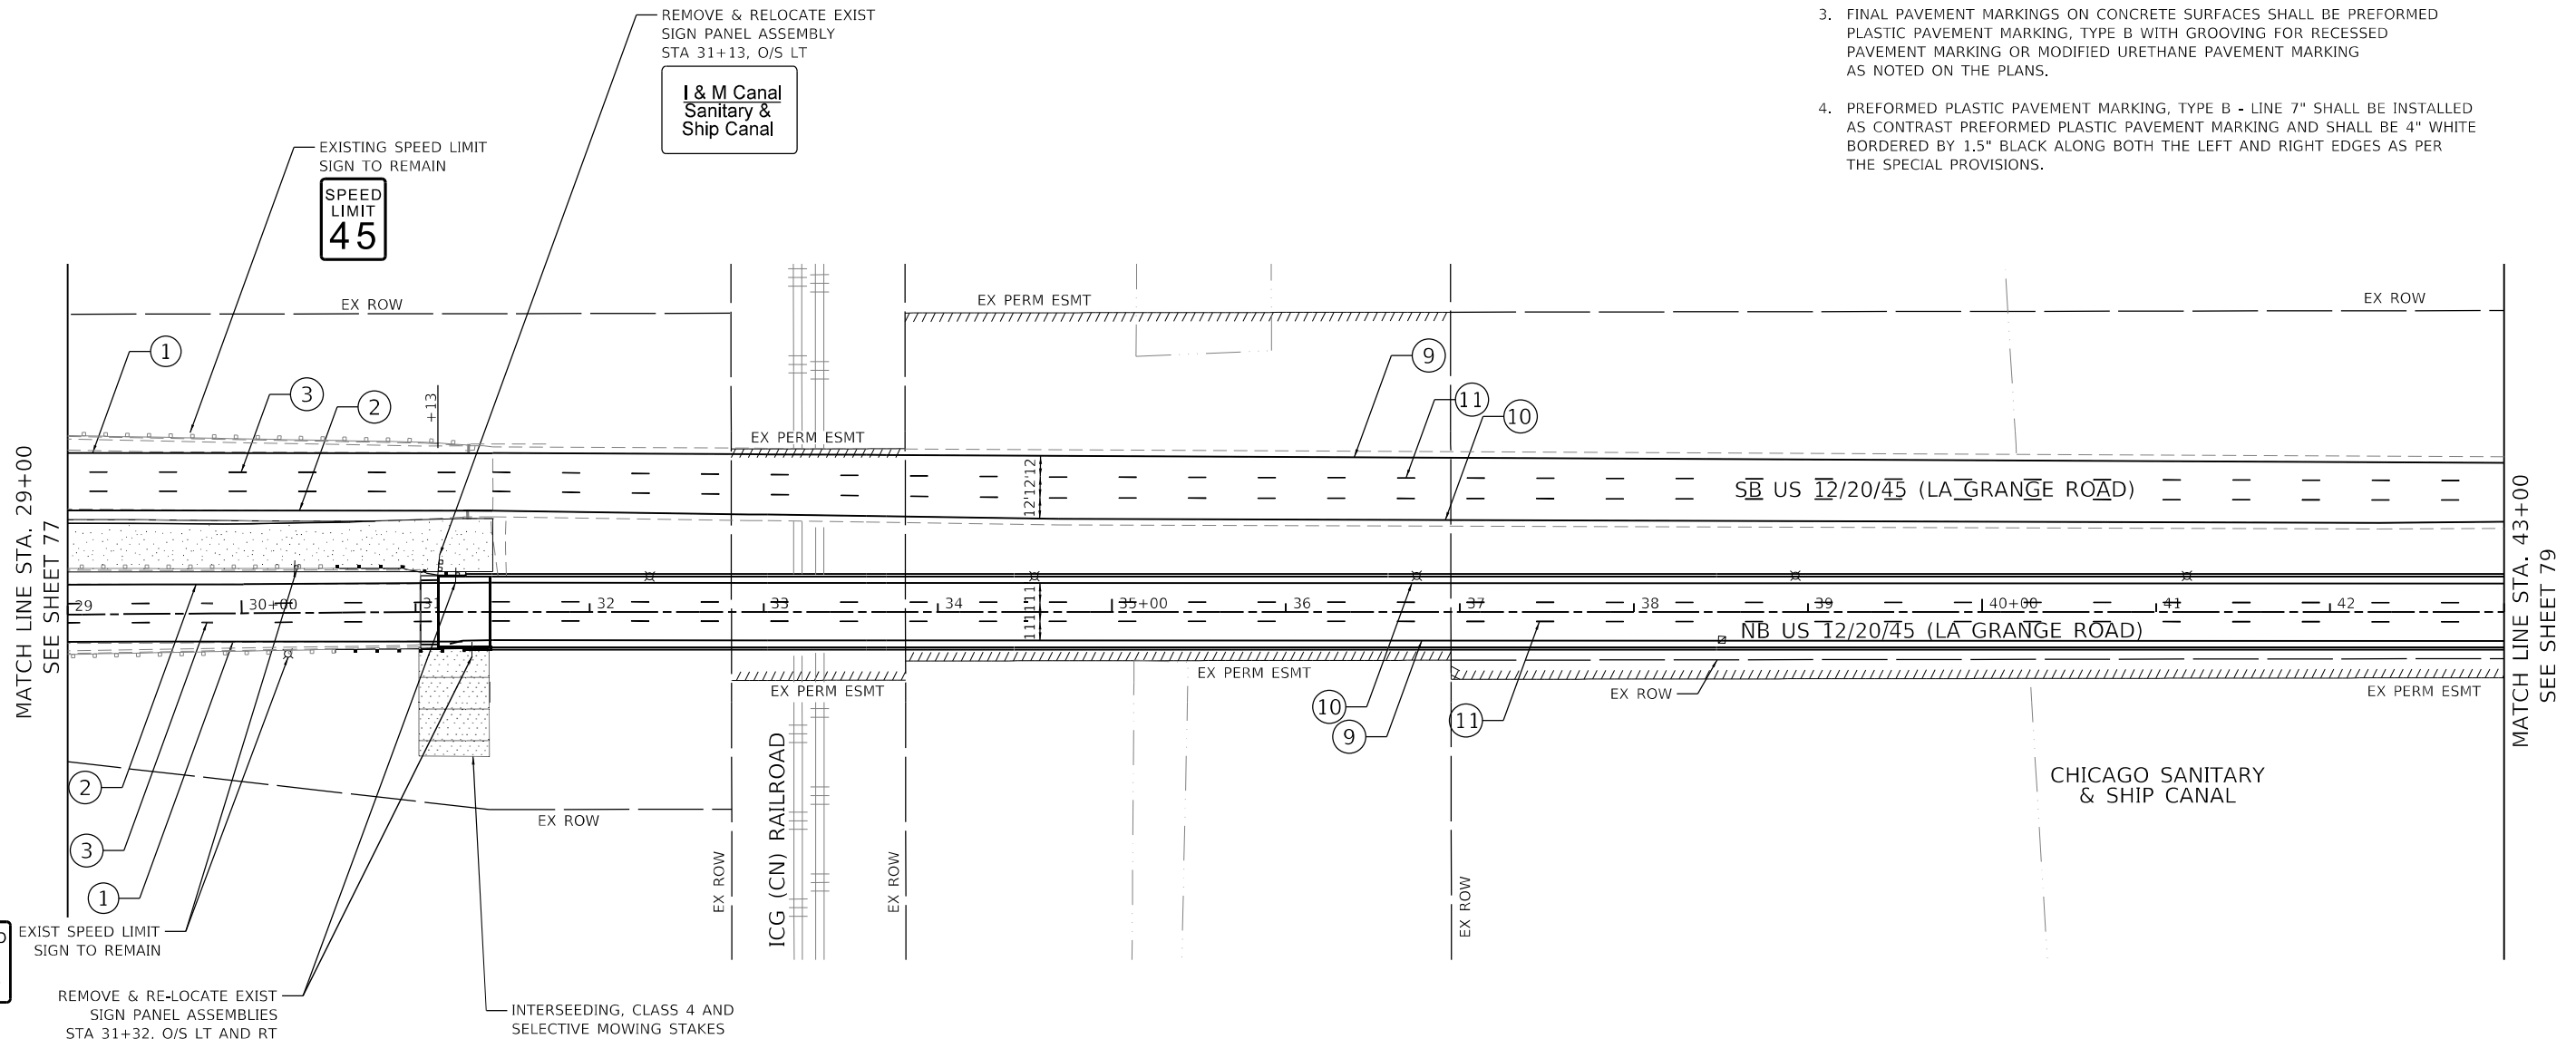 REMOVE & RELOCATE EXIST
SIGN PANEL ASSEMBLY
STA 31+13, O/S LT
I & M Canal
Sanitary &
Ship Canal
3. FINAL PAVEMENT MARKINGS ON CONCRETE SURFACES SHALL BE PREFORMED
PLASTIC PAVEMENT MARKING, TYPE B WITH GROOVING FOR RECESSED
PAVEMENT MARKING OR MODIFIED URETHANE PAVEMENT MARKING
AS NOTED ON THE PLANS.
4. PREFORMED PLASTIC PAVEMENT MARKING, TYPE B - LINE 7" SHALL BE INSTALLED
AS CONTRAST PREFORMED PLASTIC PAVEMENT MARKING AND SHALL BE 4" WHITE
BORDERED BY 1.5" BLACK ALONG BOTH THE LEFT AND RIGHT EDGES AS PER
THE SPECIAL PROVISIONS.
EXISTING SPEED LIMIT
SIGN TO REMAIN
SPEED
LIMIT
45
EX ROW
EX PERM ESMT
EX ROW
1
3
2
+13
9
11
10
EX PERM ESMT
12'12'12'
SB US 12/20/45 (LA GRANGE ROAD)
MATCH LINE STA. 29+00
SEE SHEET 77
MATCH LINE STA. 43+00
SEE SHEET 79
29
30+00
31
32
33
34
35+00
36
37
38
39
40+00
41
42
11'11'11'
NB US 12/20/45 (LA GRANGE ROAD)
EX PERM ESMT
EX PERM ESMT
EX ROW
EX PERM ESMT
10
9
11
2
3
1
EX ROW
EX ROW
ICG (CN) RAILROAD
EX ROW
EX ROW
CHICAGO SANITARY
& SHIP CANAL
EXIST SPEED LIMIT
SIGN TO REMAIN
REMOVE & RE-LOCATE EXIST
SIGN PANEL ASSEMBLIES
STA 31+32, O/S LT AND RT
INTERSEEDING, CLASS 4 AND
SELECTIVE MOWING STAKES